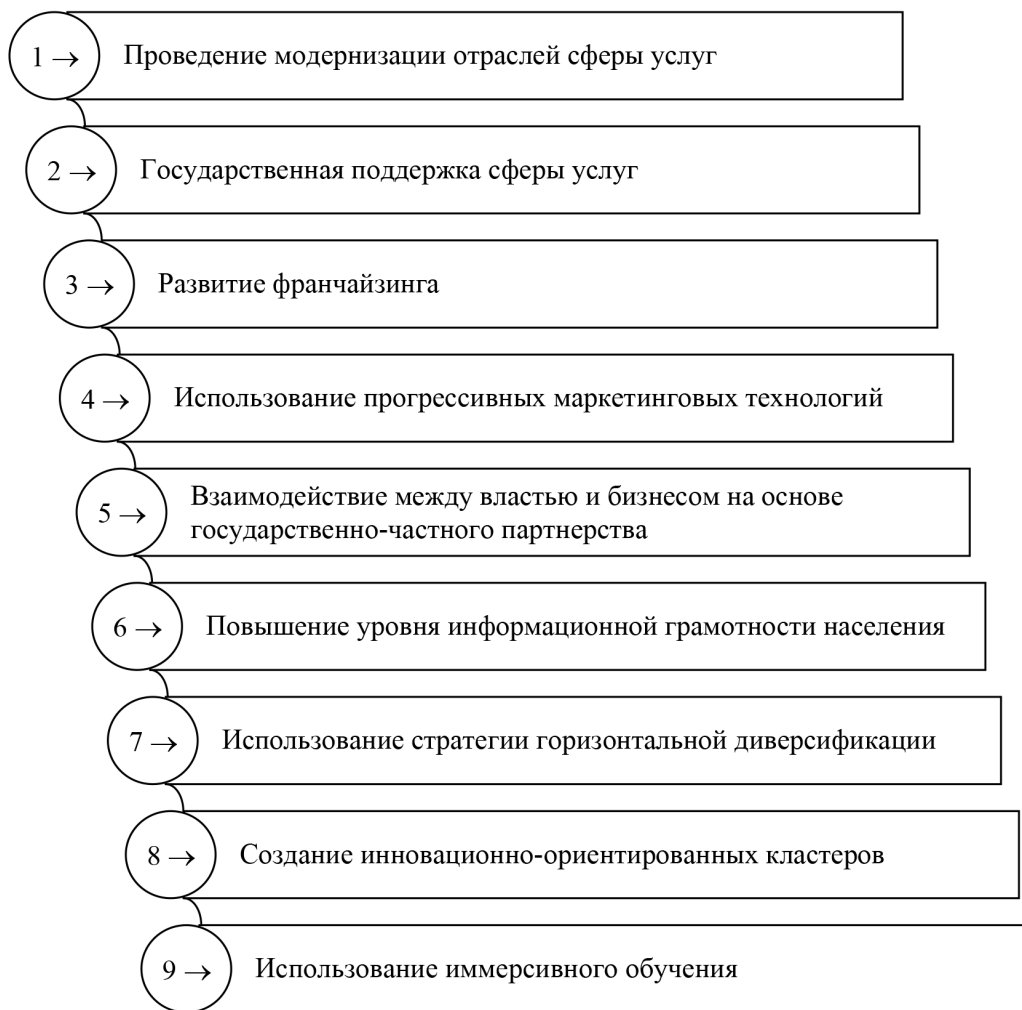 1 → Проведение модернизации отраслей сферы услуг
2 → Государственная поддержка сферы услуг
3 → Развитие франчайзинга
4 → Использование прогрессивных маркетинговых технологий
5 → Взаимодействие между властью и бизнесом на основе
государственно-частного партнерства
6 → Повышение уровня информационной грамотности населения
7 → Использование стратегии горизонтальной диверсификации
8 → Создание инновационно-ориентированных кластеров
9 → Использование иммерсивного обучения